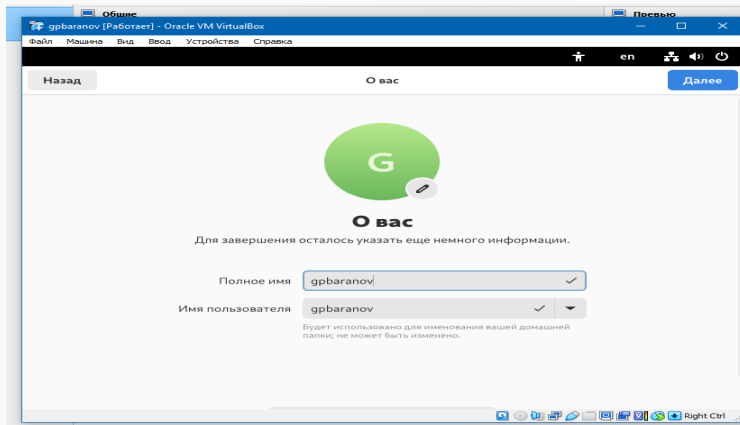 Общие
Превью
gpbaranov [Работает] - Oracle VM VirtualBox
Файл Машина Вид Ввод Устройства Справка
en
Назад
О вас
Далее
G
О вас
Для завершения осталось указать еще немного информации.
Полное имя gpbaranov
Имя пользователя gpbaranov
Будет использовано для именования вашей домашней
папки; не может быть изменено.
Right Ctrl